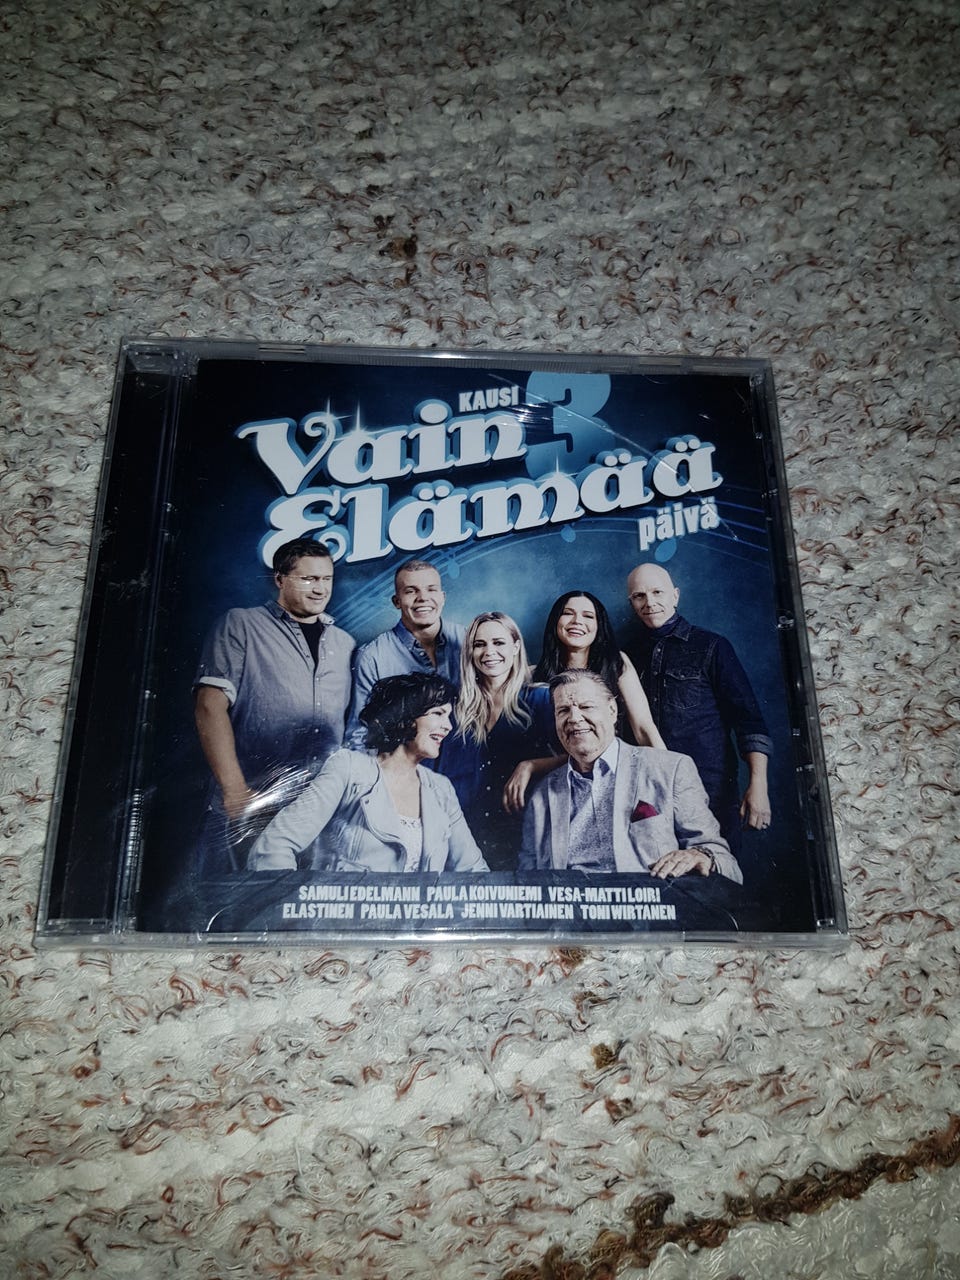 KAUSI 3
Vain
Elämää
päivä
SAMULI EDELMANN PAULA KOIVUNIEMI VESA-MATTI LOIRI
ELASTINEN PAULA VESALA JENNI VARTIAINEN TONI WIRTANEN